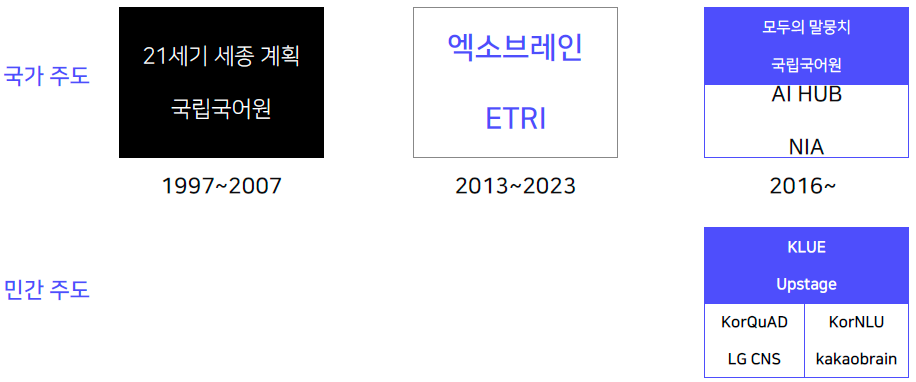 국가 주도
21세기 세종 계획
국립국어원
1997~2007
엑소브레인
ETRI
2013~2023
모두의 말뭉치
국립국어원
AI HUB
NIA
2016~
민간 주도
KLUE
Upstage
KorQuAD
LG CNS
KorNLU
kakaobrain